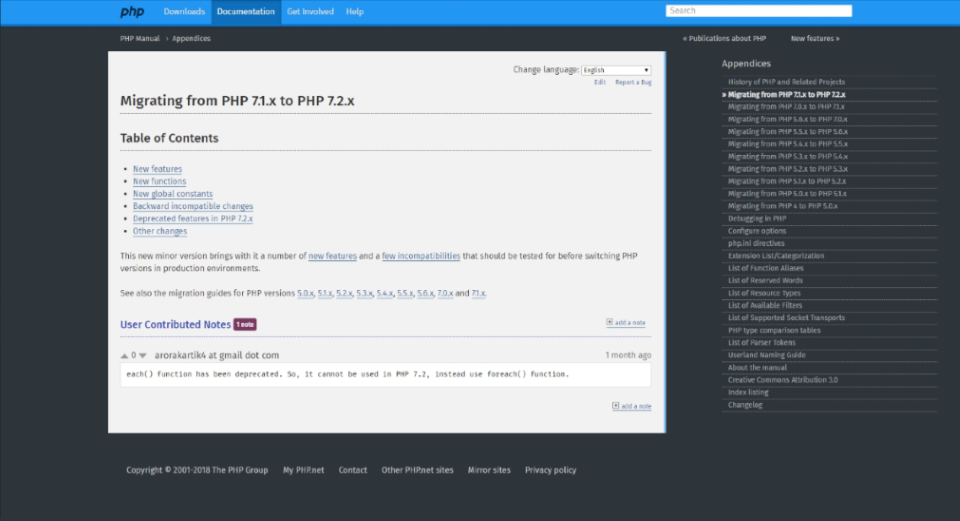 php Downloads Documentation Get Involved Help Search
PHP Manual › Appendices
« Publications about PHP New features »
Change language: English
Edit Report a Bug
Migrating from PHP 7.1.x to PHP 7.2.x
Table of Contents
• New features
• New functions
• New global constants
• Backward incompatible changes
• Deprecated features in PHP 7.2.x
• Other changes
This new minor version brings with it a number of new features and a few incompatibilities that should be tested for before switching PHP
versions in production environments.
See also the migration guides for PHP versions 5.0.x, 5.1.x, 5.2.x, 5.3.x, 5.4.x, 5.5.x, 5.6.x, 7.0.x and 7.1.x.
User Contributed Notes 1 note
add a note
0 arorakartik4 at gmail dot com
1 month ago
each() function has been deprecated. So, it cannot be used in PHP 7.2, instead use foreach() function.
add a note
Appendices
History of PHP and Related Projects
» Migrating from PHP 7.1.x to PHP 7.2.x
Migrating from PHP 7.0.x to PHP 7.1.x
Migrating from PHP 5.6.x to PHP 7.0.x
Migrating from PHP 5.5.x to PHP 5.6.x
Migrating from PHP 5.4.x to PHP 5.5.x
Migrating from PHP 5.3.x to PHP 5.4.x
Migrating from PHP 5.2.x to PHP 5.3.x
Migrating from PHP 5.1.x to PHP 5.2.x
Migrating from PHP 5.0.x to PHP 5.1.x
Migrating from PHP 4 to PHP 5.0.x
Debugging in PHP
Configure options
php.ini directives
Extension List/Categorization
List of Function Aliases
List of Reserved Words
List of Resource Types
List of Available Filters
List of Supported Socket Transports
PHP type comparison tables
List of Parser Tokens
Userland Naming Guide
About the manual
Creative Commons Attribution 3.0
Index listing
Changelog
Copyright © 2001-2018 The PHP Group My PHP.net Contact Other PHP.net sites Mirror sites Privacy policy